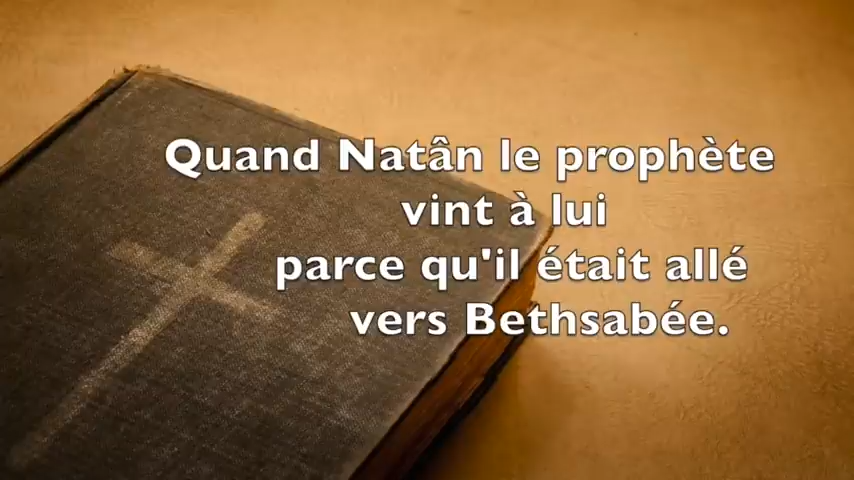 Quand Natân le prophète
vint à lui
parce qu'il était allé
vers Bethsabée.